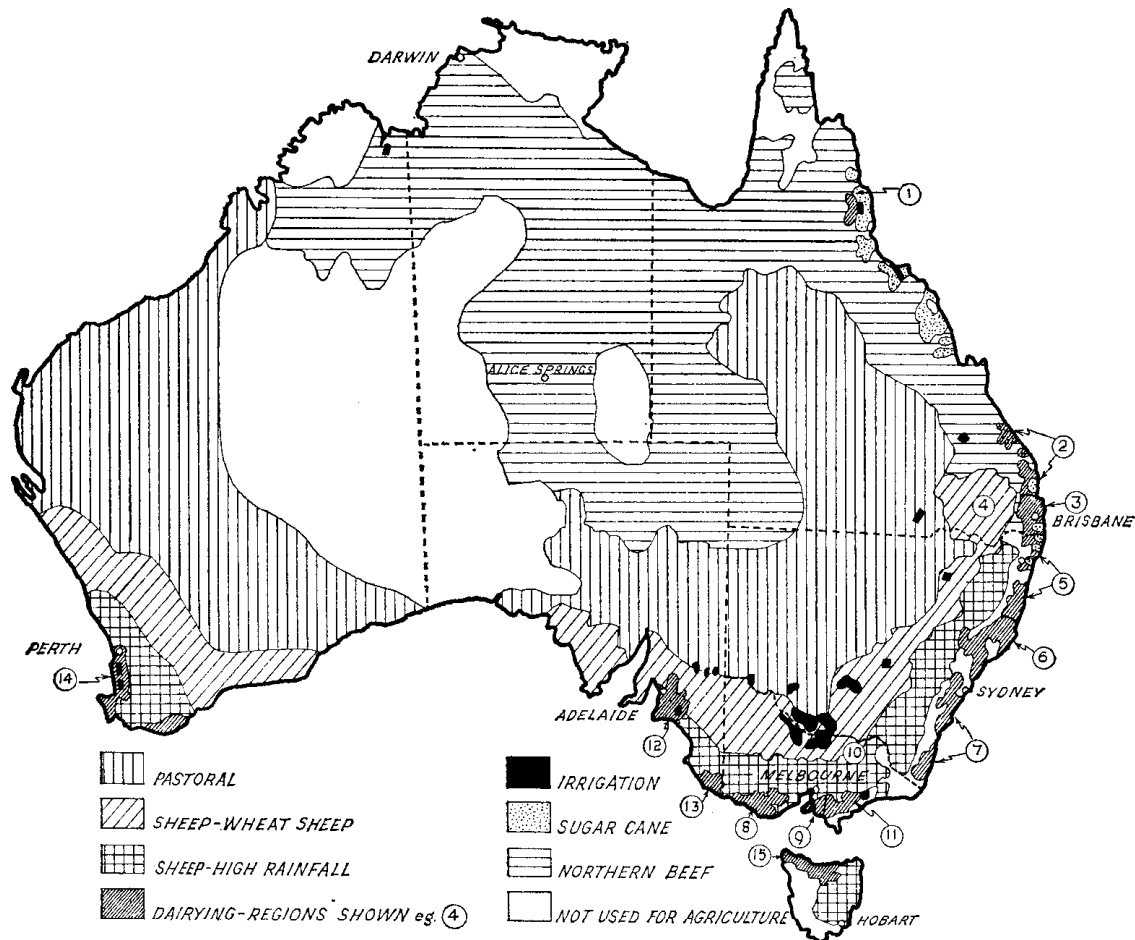 DARWIN
1
ALICE SPRINGS
2
3
4
BRISBANE
5
PERTH
14
6
SYDNEY
ADELAIDE
12
10
7
MELBOURNE
13
8
9
11
15
HOBART
PASTORAL
SHEEP-WHEAT SHEEP
SHEEP-HIGH RAINFALL
DAIRYING-REGIONS SHOWN eg. 4
IRRIGATION
SUGAR CANE
NORTHERN BEEF
NOT USED FOR AGRICULTURE